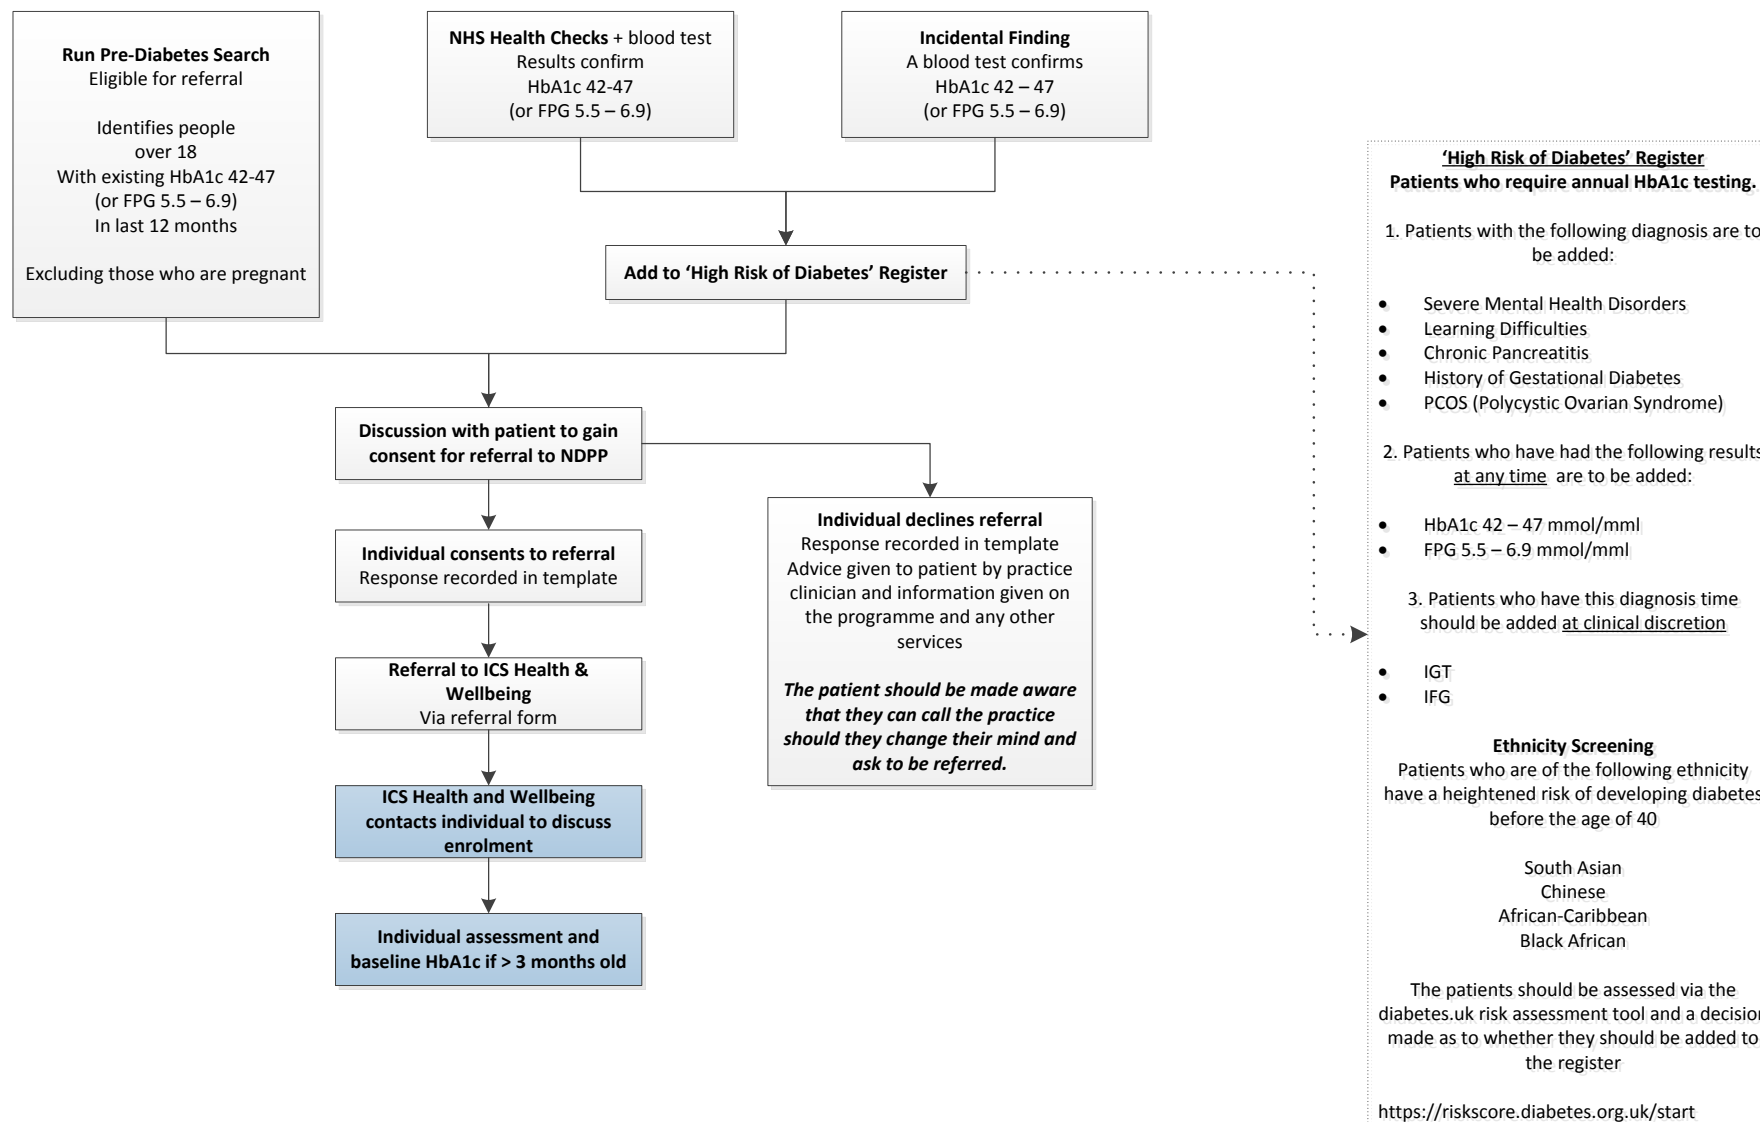 Run Pre-Diabetes Search
Eligible for referral
Identifies people
over 18
With existing HbA1c 42-47
(or FPG 5.5 – 6.9)
In last 12 months
Excluding those who are pregnant
NHS Health Checks + blood test
Results confirm
HbA1c 42-47
(or FPG 5.5 – 6.9)
Incidental Finding
A blood test confirms
HbA1c 42 – 47
(or FPG 5.5 – 6.9)
Add to ‘High Risk of Diabetes’ Register
Discussion with patient to gain
consent for referral to NDPP
Individual consents to referral
Response recorded in template
Referral to ICS Health &
Wellbeing
Via referral form
ICS Health and Wellbeing
contacts individual to discuss
enrolment
Individual assessment and
baseline HbA1c if > 3 months old
Individual declines referral
Response recorded in template
Advice given to patient by practice
clinician and information given on
the programme and any other
services
The patient should be made aware
that they can call the practice
should they change their mind and
ask to be referred.
‘High Risk of Diabetes’ Register
Patients who require annual HbA1c testing.
1. Patients with the following diagnosis are to
be added:
• Severe Mental Health Disorders
• Learning Difficulties
• Chronic Pancreatitis
• History of Gestational Diabetes
• PCOS (Polycystic Ovarian Syndrome)
2. Patients who have had the following results
at any time are to be added:
• HbA1c 42 – 47 mmol/mml
• FPG 5.5 – 6.9 mmol/mml
3. Patients who have this diagnosis time
should be added at clinical discretion
• IGT
• IFG
Ethnicity Screening
Patients who are of the following ethnicity
have a heightened risk of developing diabetes
before the age of 40
South Asian
Chinese
African-Caribbean
Black African
The patients should be assessed via the
diabetes.uk risk assessment tool and a decision
made as to whether they should be added to
the register
https://riskscore.diabetes.org.uk/start